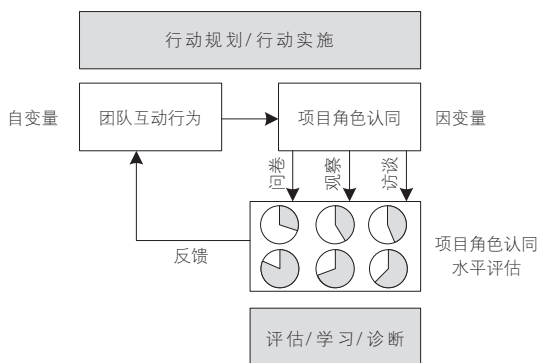 行动规划/行动实施
自变量
团队互动行为
项目角色认同
因变量
问卷
观察
访谈
反馈
项目角色认同
水平评估
评估/学习/诊断